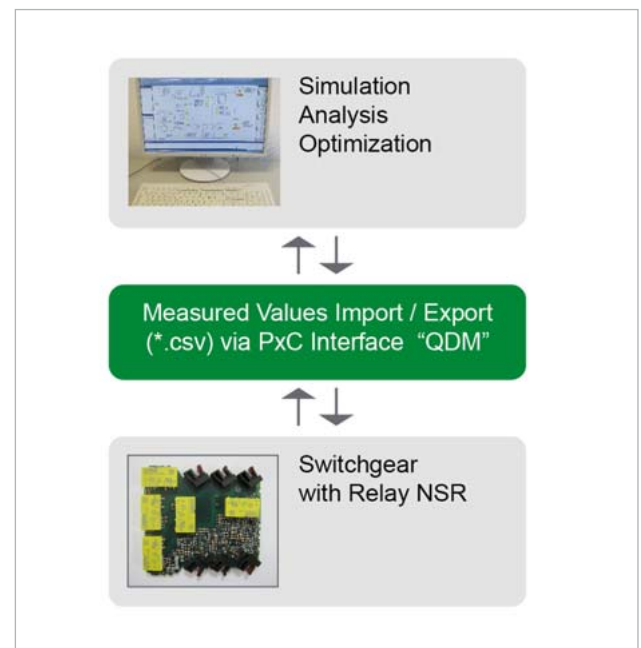 Simulation
Analysis
Optimization
Measured Values Import / Export
(*.csv) via PxC Interface “QDM”
Switchgear
with Relay NSR